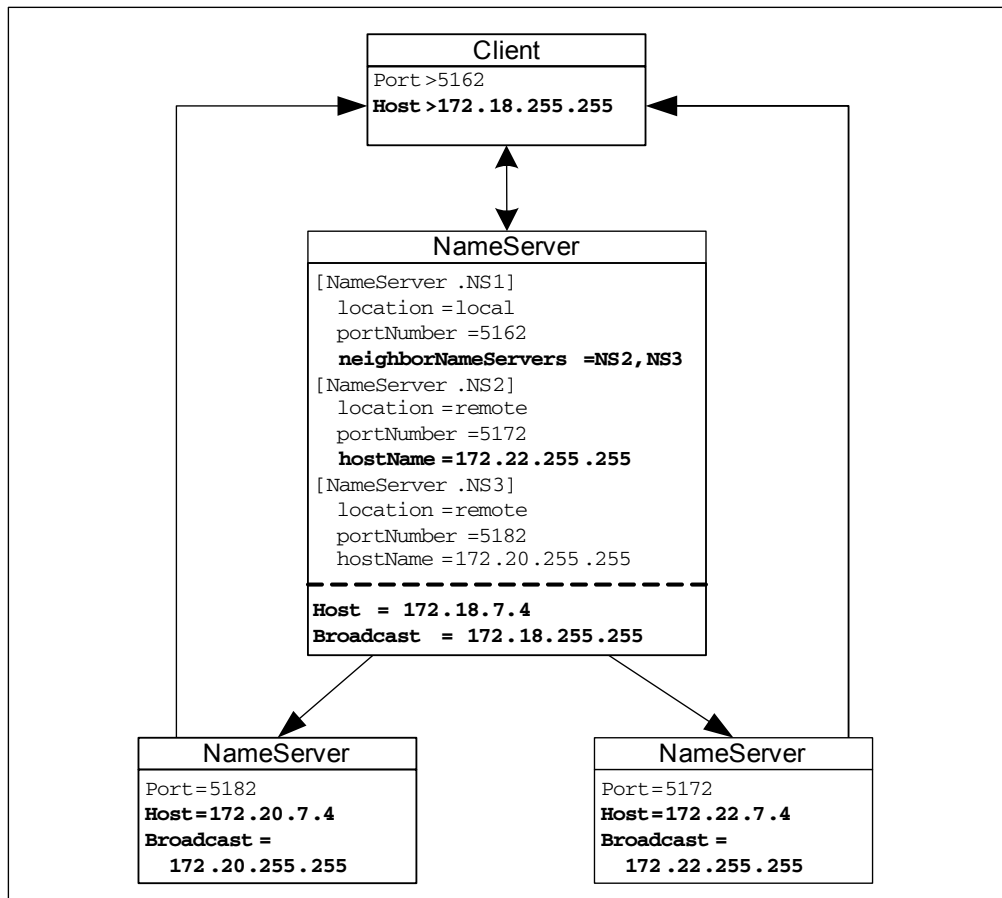 Client
Port >5162
Host >172.18.255.255
NameServer
[NameServer .NS1]
location =local
portNumber =5162
neighborNameServers =NS2,NS3
[NameServer .NS2]
location =remote
portNumber =5172
hostName =172.22.255.255
[NameServer .NS3]
location =remote
portNumber =5182
hostName =172.20.255.255
Host = 172.18.7.4
Broadcast = 172.18.255.255
NameServer
Port=5182
Host=172.20.7.4
Broadcast =
172.20.255.255
NameServer
Port=5172
Host=172.22.7.4
Broadcast =
172.22.255.255